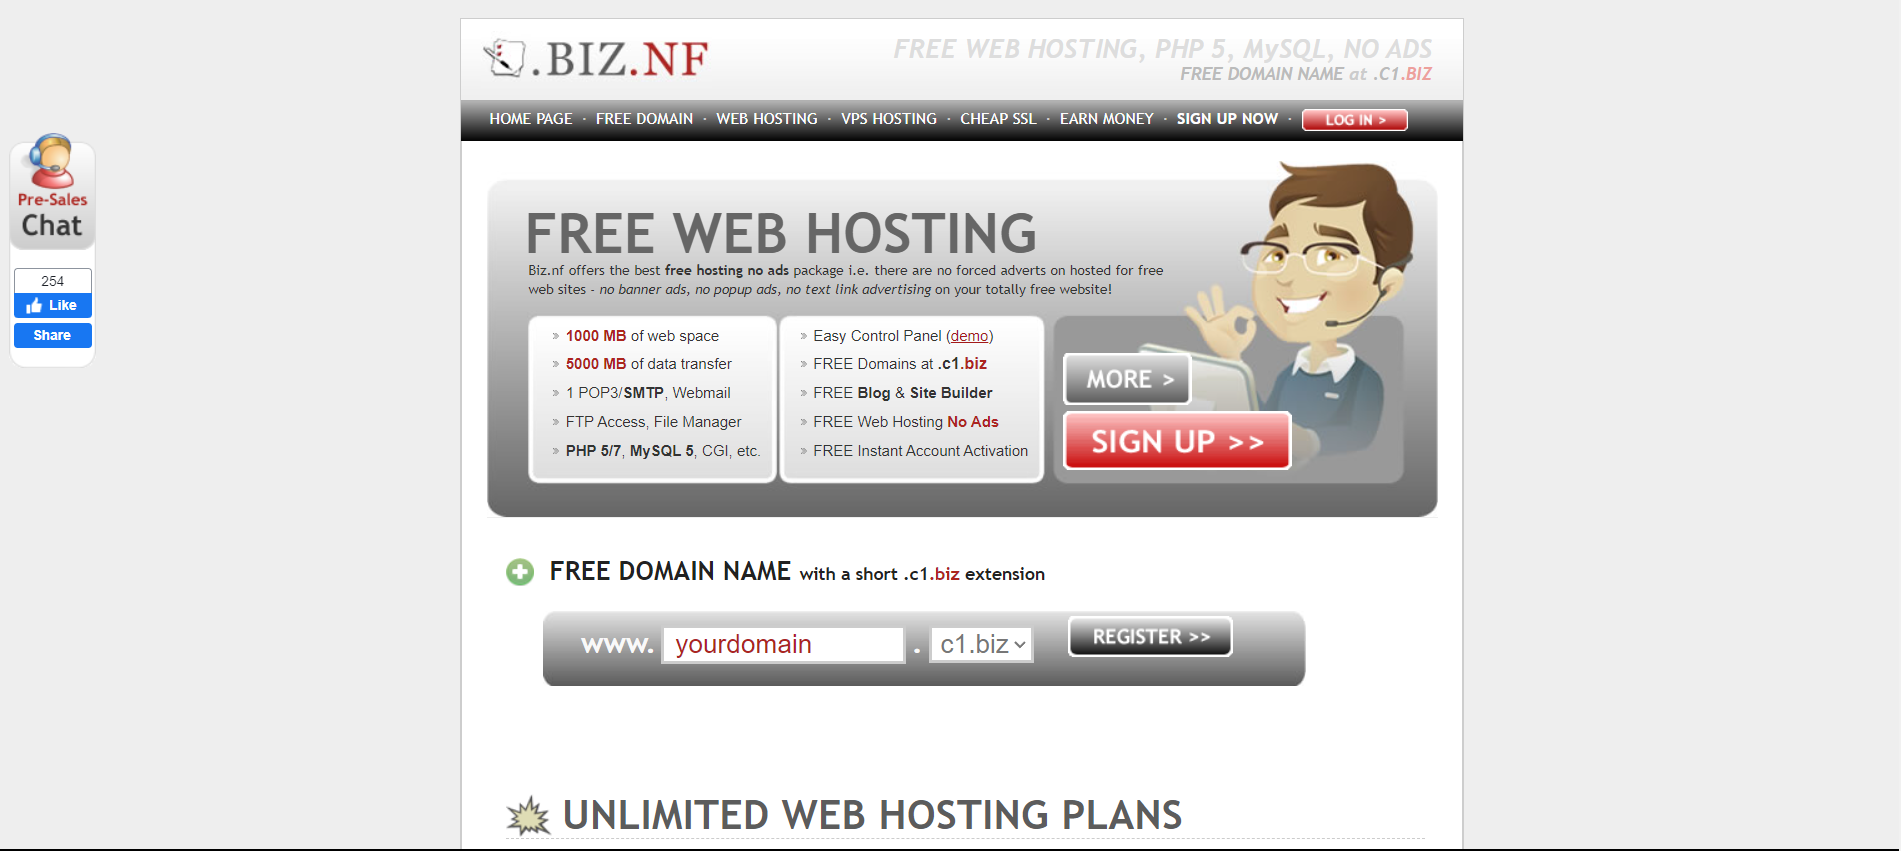 .BIZ.NF
FREE WEB HOSTING, PHP 5, MySQL, NO ADS
FREE DOMAIN NAME at .C1.BIZ
HOME PAGE · FREE DOMAIN · WEB HOSTING · VPS HOSTING · CHEAP SSL · EARN MONEY · SIGN UP NOW · LOG IN >
Pre-Sales
Chat
254
Like
Share
FREE WEB HOSTING
Biz.nf offers the best free hosting no ads package i.e. there are no forced adverts on hosted for free
web sites - no banner ads, no popup ads, no text link advertising on your totally free website!
» 1000 MB of web space
» 5000 MB of data transfer
» 1 POP3/SMTP, Webmail
» FTP Access, File Manager
» PHP 5/7, MySQL 5, CGI, etc.
» Easy Control Panel (demo)
» FREE Domains at .c1.biz
» FREE Blog & Site Builder
» FREE Web Hosting No Ads
» FREE Instant Account Activation
MORE >
SIGN UP >>
FREE DOMAIN NAME with a short .c1.biz extension
www. yourdomain . c1.biz REGISTER >>
UNLIMITED WEB HOSTING PLANS